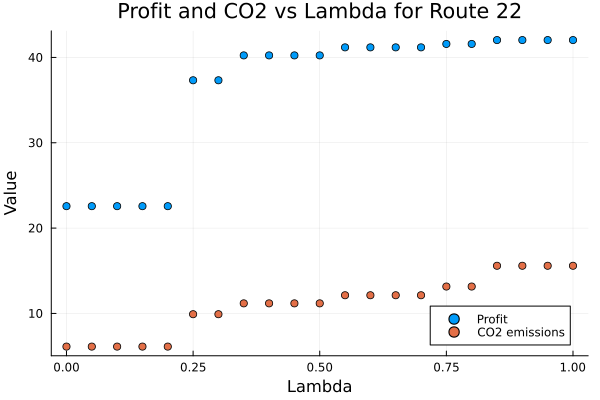 Profit and CO2 vs Lambda for Route 22
Value
40
30
20
10
Profit
CO2 emissions
0.00 0.25 0.50 0.75 1.00
Lambda